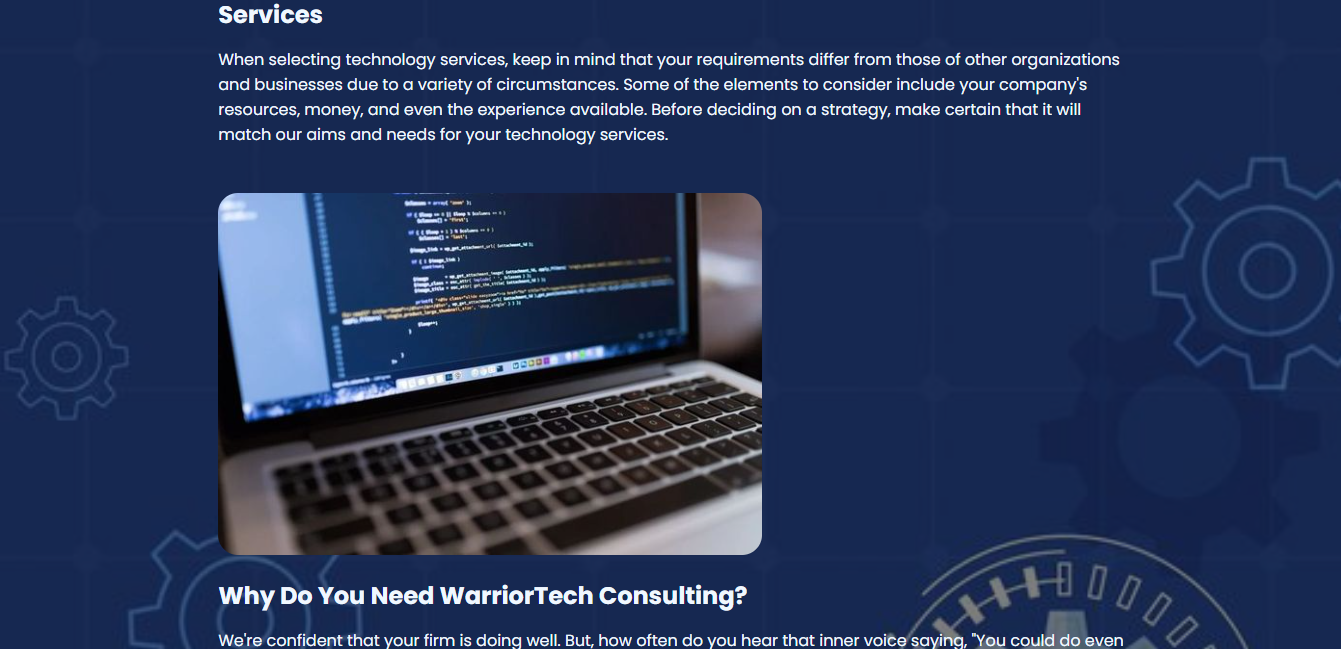 Services
When selecting technology services, keep in mind that your requirements differ from those of other organizations
and businesses due to a variety of circumstances. Some of the elements to consider include your company's
resources, money, and even the experience available. Before deciding on a strategy, make certain that it will
match our aims and needs for your technology services.
Why Do You Need WarriorTech Consulting?
We're confident that your firm is doing well. But, how often do you hear that inner voice saying, "You could do even